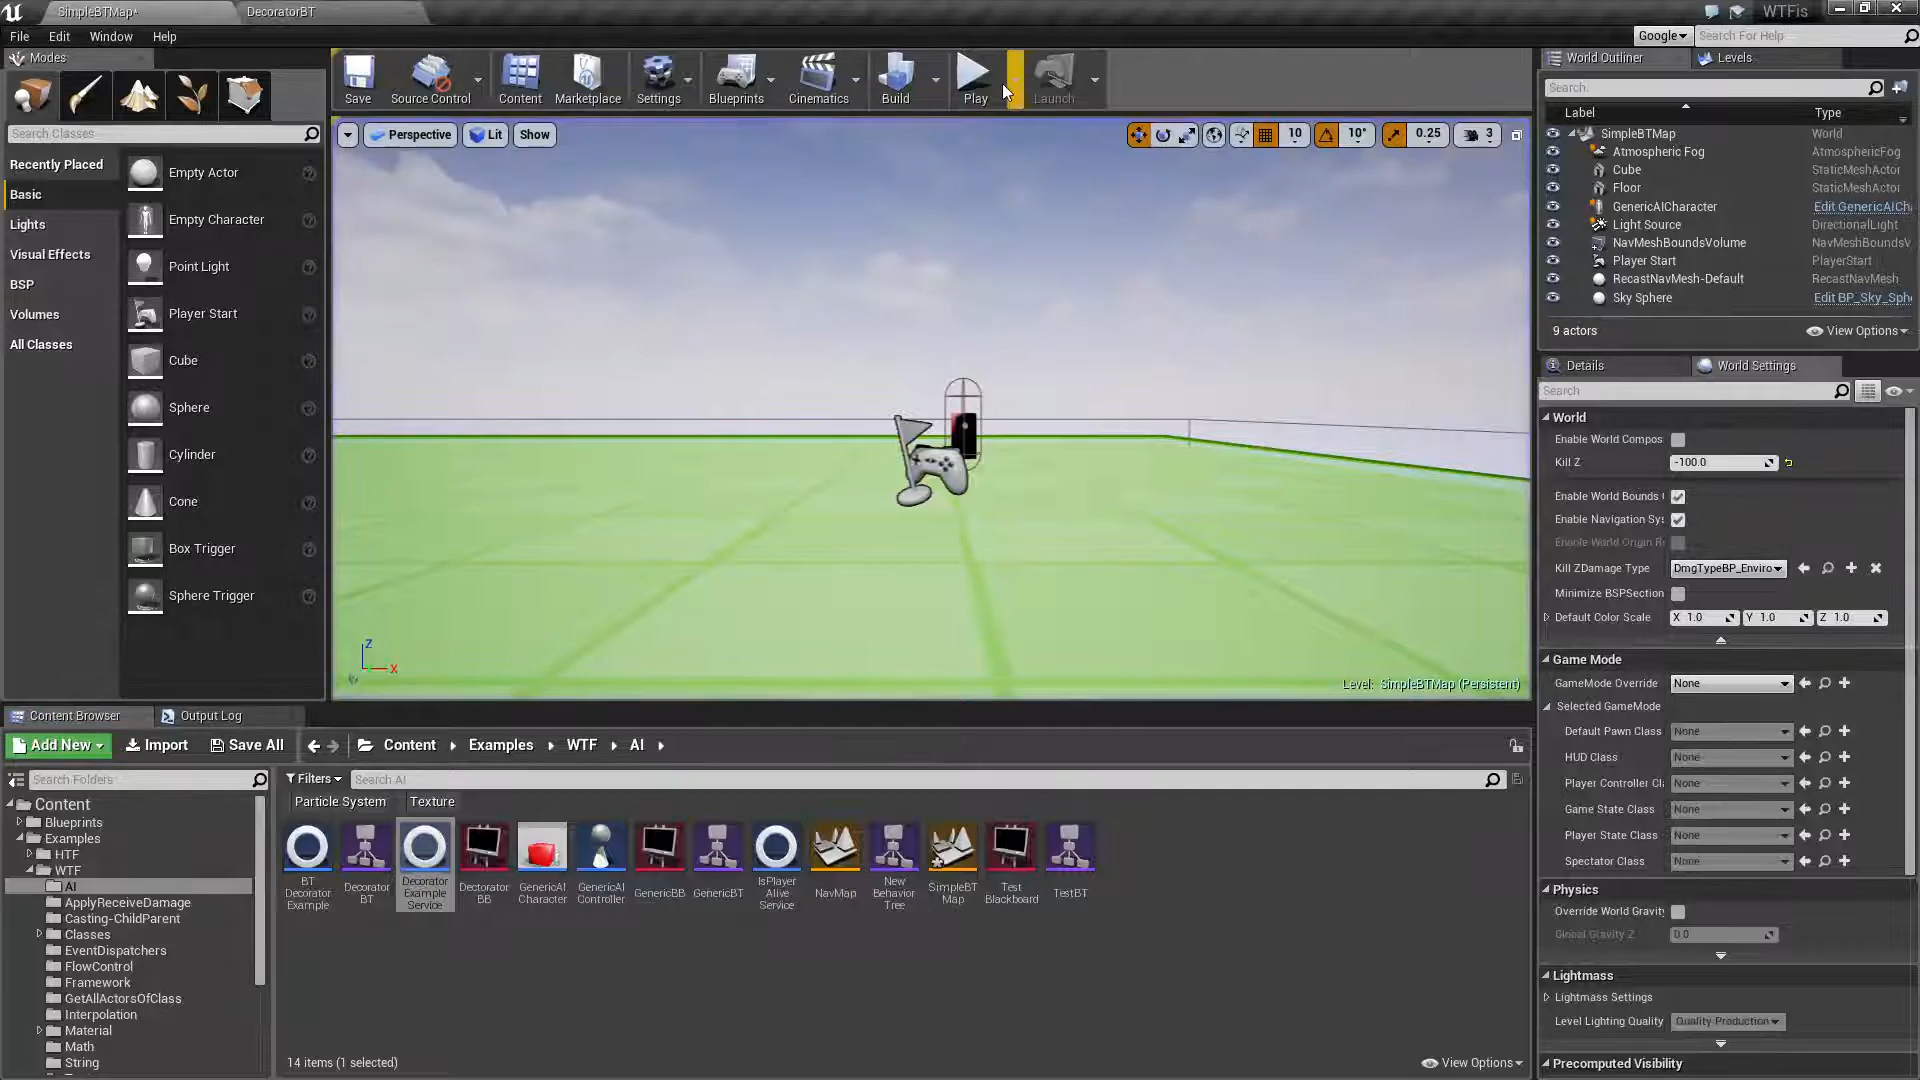 SimpleBTMap*
DecoratorBT
WTFis
File Edit Window Help
Google
Search For Help
Modes
Save
Source Control
Content
Marketplace
Settings
Blueprints
Cinematics
Build
Play
Launch
Search Classes
Recently Placed
Basic
Lights
Visual Effects
BSP
Volumes
All Classes
Empty Actor
Empty Character
Point Light
Player Start
Cube
Sphere
Cylinder
Cone
Box Trigger
Sphere Trigger
Perspective
Lit
Show
10
10°
0.25
3
Z
X
Level: SimpleBTMap (Persistent)
World Outliner
Levels
Search.
Label
Type
SimpleBTMap World
Atmospheric Fog AtmosphericFog
Cube StaticMeshActor
Floor StaticMeshActor
GenericAICharacter Edit GenericAICh
Light Source DirectionalLight
NavMeshBoundsVolume NavMeshBoundsV
Player Start PlayerStart
RecastNavMesh-Default RecastNavMesh
Sky Sphere Edit BP_Sky_Sph
9 actors
View Options
Details
World Settings
Search
World
Enable World Compos
Kill Z -100.0
Enable World Bounds
Enable Navigation Sys
Enable World Origin R
Kill ZDamage Type DmgTypeBP_Enviro
Minimize BSPSection
Default Color Scale X 1.0 Y 1.0 Z 1.0
Game Mode
GameMode Override None
Selected GameMode
Default Pawn Class None
HUD Class None
Player Controller Cl None
Game State Class None
Player State Class None
Spectator Class None
Physics
Override World Gravity
Global Gravity Z 0.0
Lightmass
Lightmass Settings
Level Lighting Quality Quality Production
Precomputed Visibility
Content Browser
Output Log
Add New
Import
Save All
Content
Examples
WTF
AI
Search Folders
Filters
Search AI
Particle System
Texture
Content
Blueprints
Examples
HTF
WTF
AI
ApplyReceiveDamage
Casting-ChildParent
Classes
EventDispatchers
FlowControl
Framework
GetAllActorsOfClass
Interpolation
Material
Math
String
BT Decorator Example
Decorator BT
Decorator Example Service
Decorator BB
GenericAI Character
GenericAI Controller
GenericBB
GenericBT
IsPlayer Alive Service
NavMap
New Behavior Tree
SimpleBT Map
Test Blackboard
TestBT
14 items (1 selected)
View Options